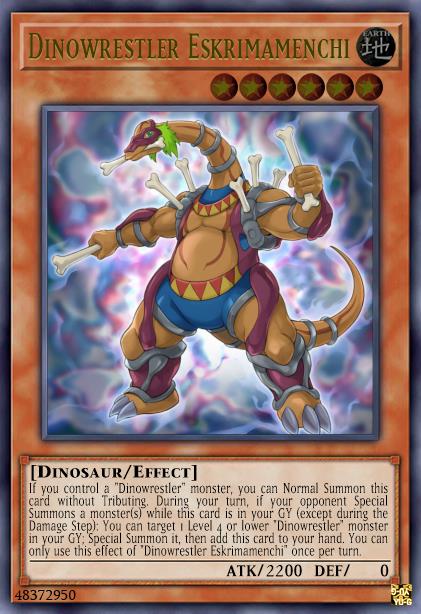 DINOWRESTLER ESKRIMAMENCHI
EARTH
地
[DINOSAUR/EFFECT]
If you control a "Dinowrestler" monster, you can Normal Summon this
card without Tributing. During your turn, if your opponent Special
Summons a monster(s) while this card is in your GY (except during the
Damage Step): You can target 1 Level 4 or lower "Dinowrestler" monster
in your GY; Special Summon it, then add this card to your hand. You can
only use this effect of "Dinowrestler Eskrimamenchi" once per turn.
ATK/2200 DEF/ 0
48372950